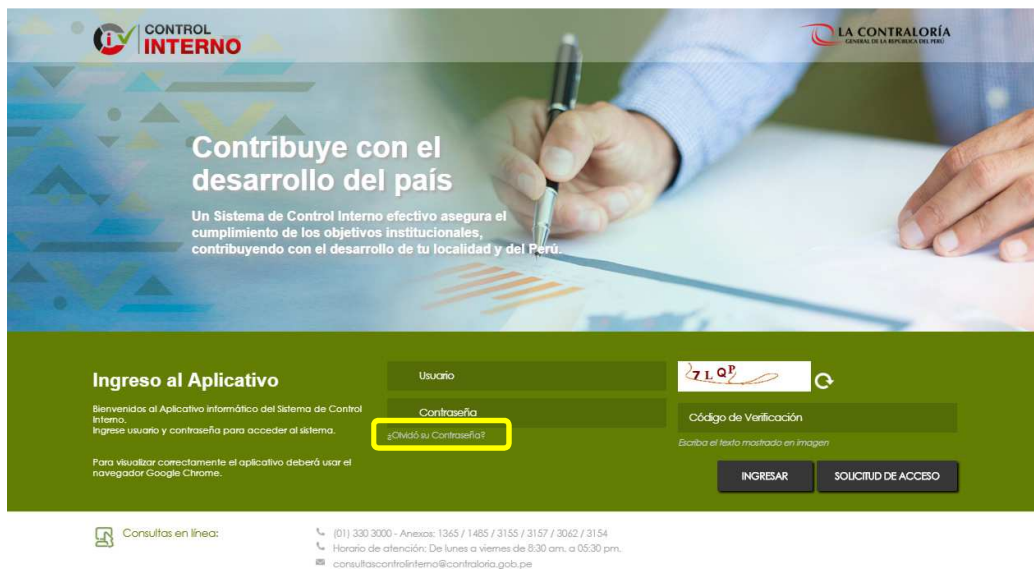 CONTROL
INTERNO
LA CONTRALORÍA
GENERAL DE LA REPÚBLICA DEL PERÚ
Contribuye con el
desarrollo del país
Un Sistema de Control Interno efectivo asegura el
cumplimiento de los objetivos institucionales,
contribuyendo con el desarrollo de tu localidad y del Perú.
Ingreso al Aplicativo
Bienvenidos al Aplicativo informático del Sistema de Control
Interno.
Ingrese usuario y contraseña para acceder al sistema.
Para visualizar correctamente el aplicativo deberá usar el
navegador Google Chrome.
Usuario
Contraseña
¿Olvidó su Contraseña?
7LQP
Código de Verificación
Escriba el texto mostrado en imagen
INGRESAR
SOLICITUD DE ACCESO
Consultas en línea:
(01) 330 3000 - Anexos: 1365 / 1485 / 3155 / 3157 / 3062 / 3154
Horario de atención: De lunes a viernes de 8:30 am. a 05:30 pm.
consultascontrolinterno@contraloria.gob.pe